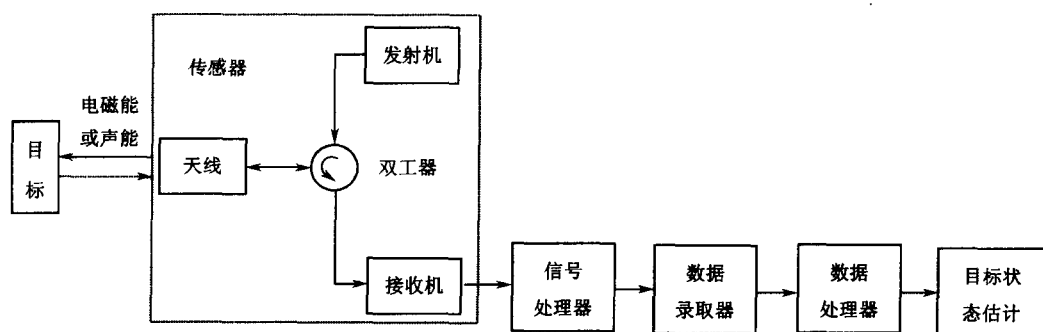 发射机
传感器
电磁能
或声能
目
标
天线
双工器
接收机
信号
处理器
数据
录取器
数据
处理器
目标状
态估计